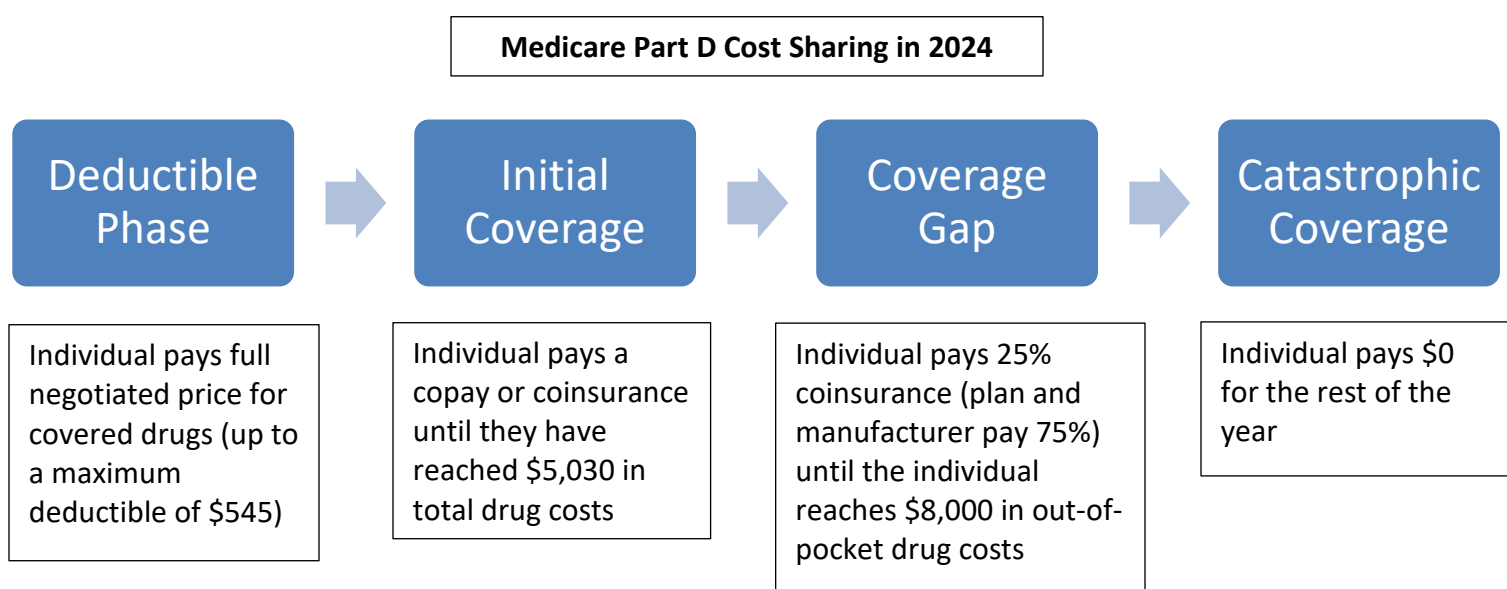 Medicare Part D Cost Sharing in 2024
Deductible
Phase
Initial
Coverage
Coverage
Gap
Catastrophic
Coverage
Individual pays full
negotiated price for
covered drugs (up to
a maximum
deductible of $545)
Individual pays a
copay or coinsurance
until they have
reached $5,030 in
total drug costs
Individual pays 25%
coinsurance (plan and
manufacturer pay 75%)
until the individual
reaches $8,000 in out-of-
pocket drug costs
Individual pays $0
for the rest of the
year